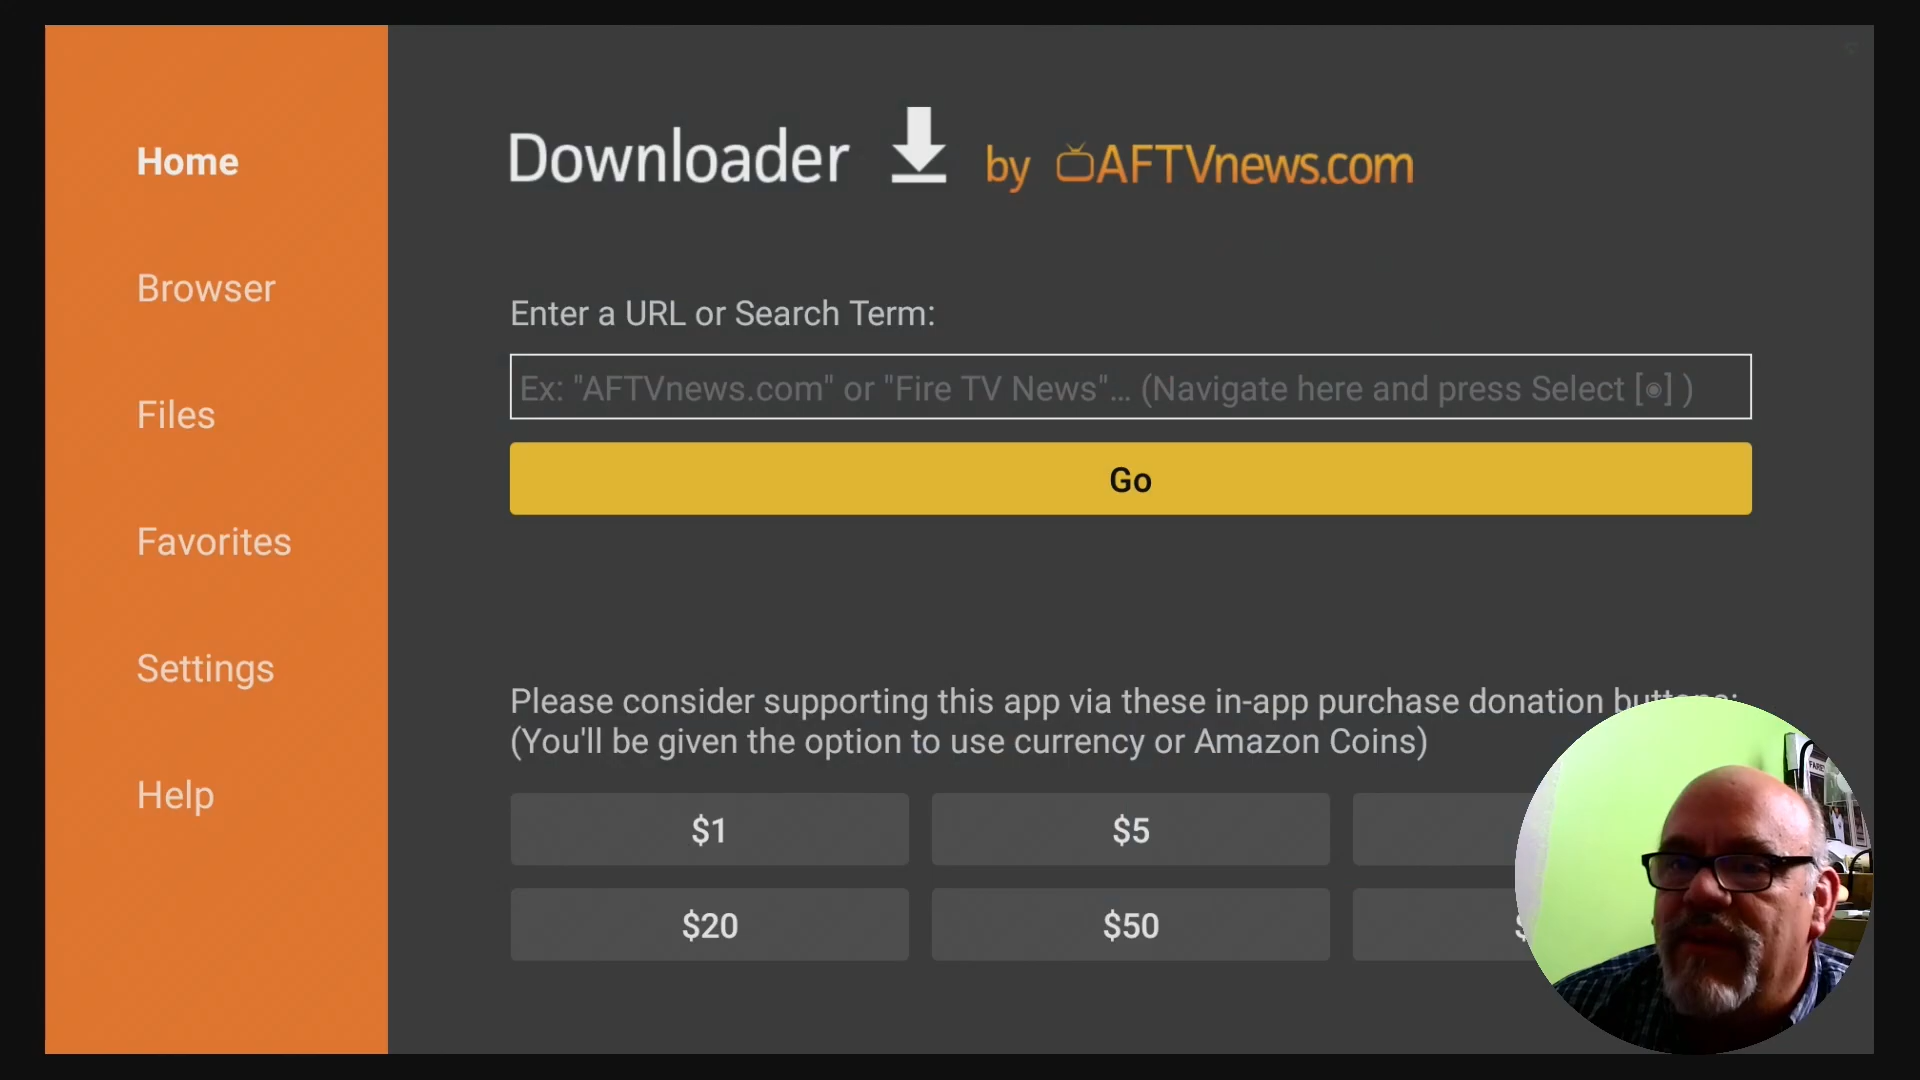 Home
Browser
Files
Favorites
Settings
Help
Downloader by AFTVnews.com
Enter a URL or Search Term:
Ex: "AFTVnews.com" or "Fire TV News"... (Navigate here and press Select [◉] )
Go
Please consider supporting this app via these in-app purchase donation buttons:
(You'll be given the option to use currency or Amazon Coins)
$1 $5
$20 $50